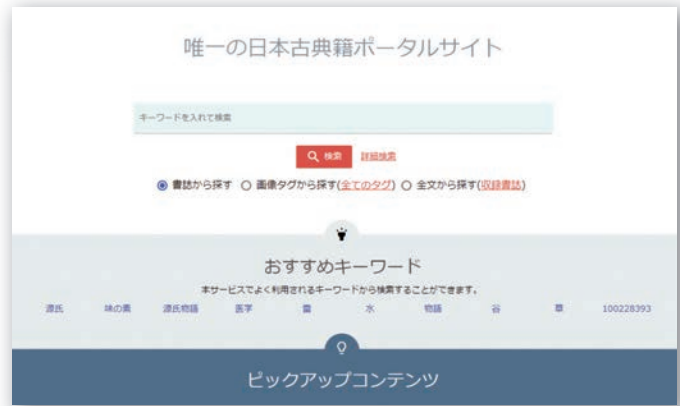 唯一の日本古典籍ポータルサイト
キーワードを入れて検索
検索 詳細検索
書誌から探す 画像タグから探す(全てのタグ) 全文から探す(収録書誌)
おすすめキーワード
本サービスでよく利用されるキーワードから検索することができます。
源氏 味の素 源氏物語 医学 雲 水 物語 谷 草 100228393
ピックアップコンテンツ